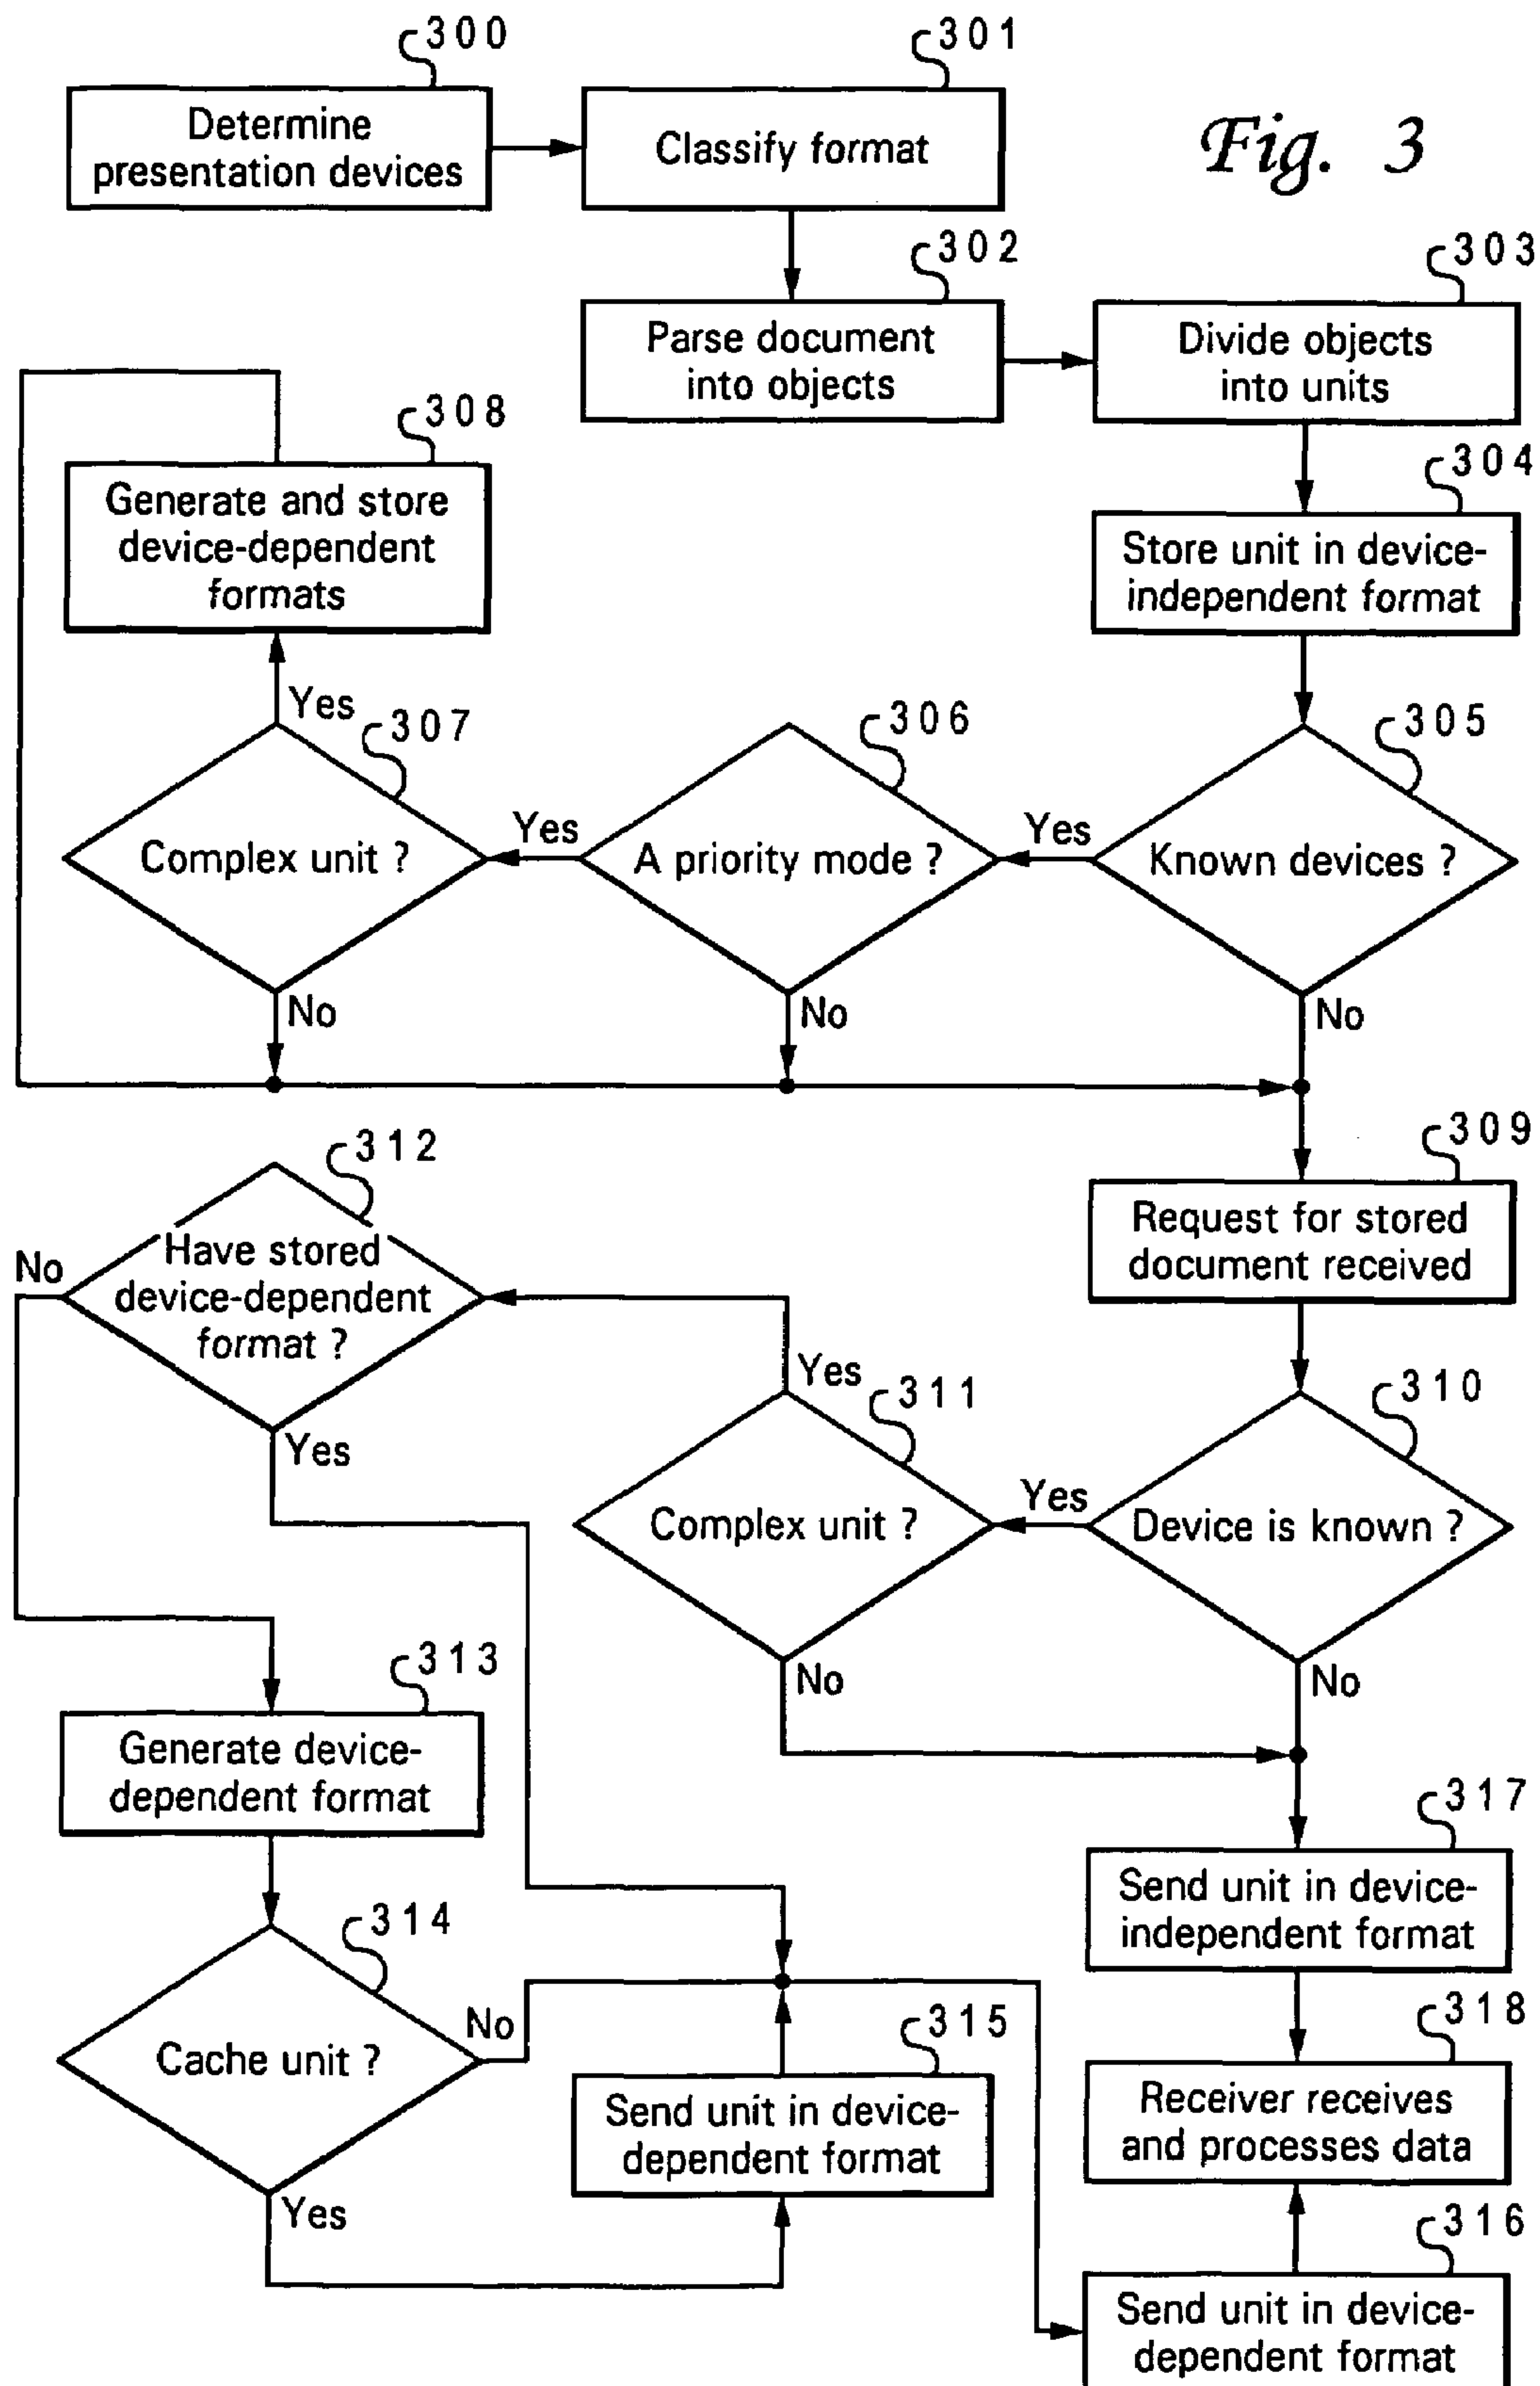 300
301
Determine
presentation devices
Classify format
Fig. 3
302
303
Parse document
into objects
Divide objects
into units
308
304
Generate and store
device-dependent
formats
Store unit in device-
independent format
Yes
307
306
305
Complex unit ?
Yes
A priority mode ?
Yes
Known devices ?
No
No
No
312
309
No
Have stored
device-dependent
format ?
Request for stored
document received
Yes
Yes
311
310
Complex unit ?
Yes
Device is known ?
No
No
313
Generate device-
dependent format
317
Send unit in device-
independent format
314
Cache unit ?
No
315
318
Send unit in device-
dependent format
Receiver receives
and processes data
Yes
316
Send unit in device-
dependent format